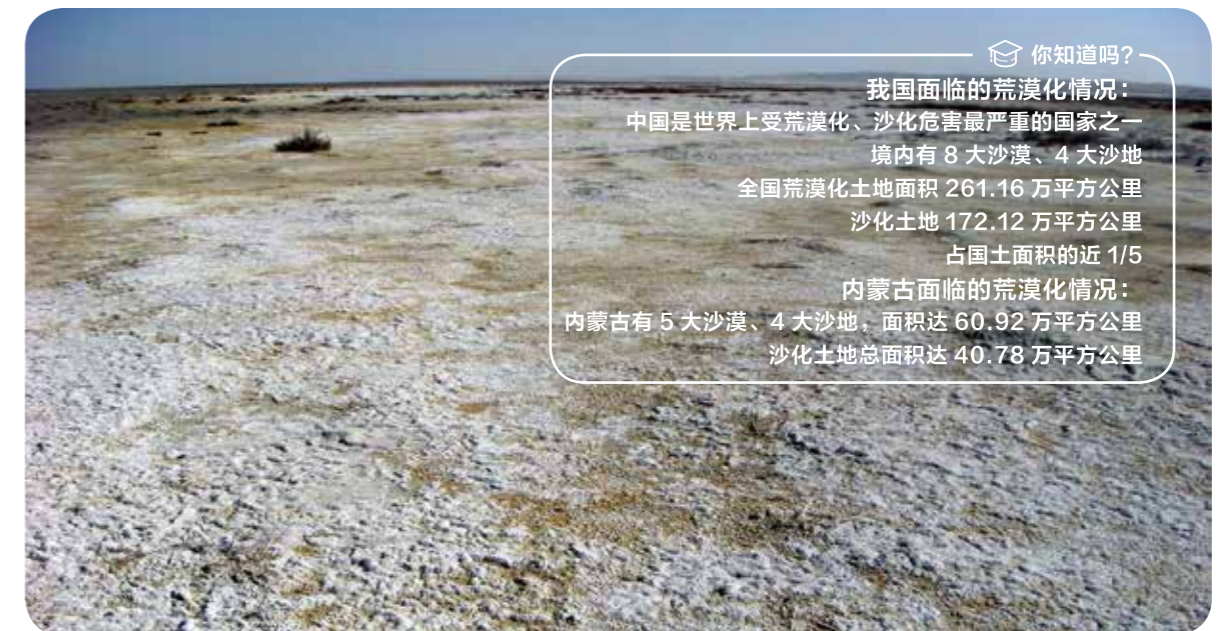 你知道吗?
我国面临的荒漠化情况:
中国是世界上受荒漠化、沙化危害最严重的国家之一
境内有 8 大沙漠、4 大沙地
全国荒漠化土地面积 261.16 万平方公里
沙化土地 172.12 万平方公里
占国土面积的近 1/5
内蒙古面临的荒漠化情况:
内蒙古有 5 大沙漠、4 大沙地，面积达 60.92 万平方公里
沙化土地总面积达 40.78 万平方公里